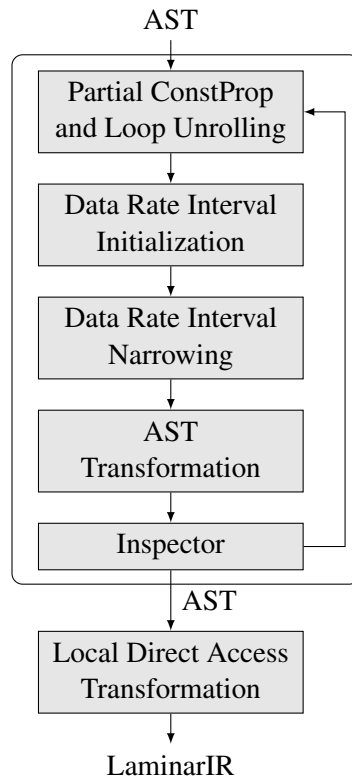 AST
Partial ConstProp
and Loop Unrolling
Data Rate Interval
Initialization
Data Rate Interval
Narrowing
AST
Transformation
Inspector
AST
Local Direct Access
Transformation
LaminarIR